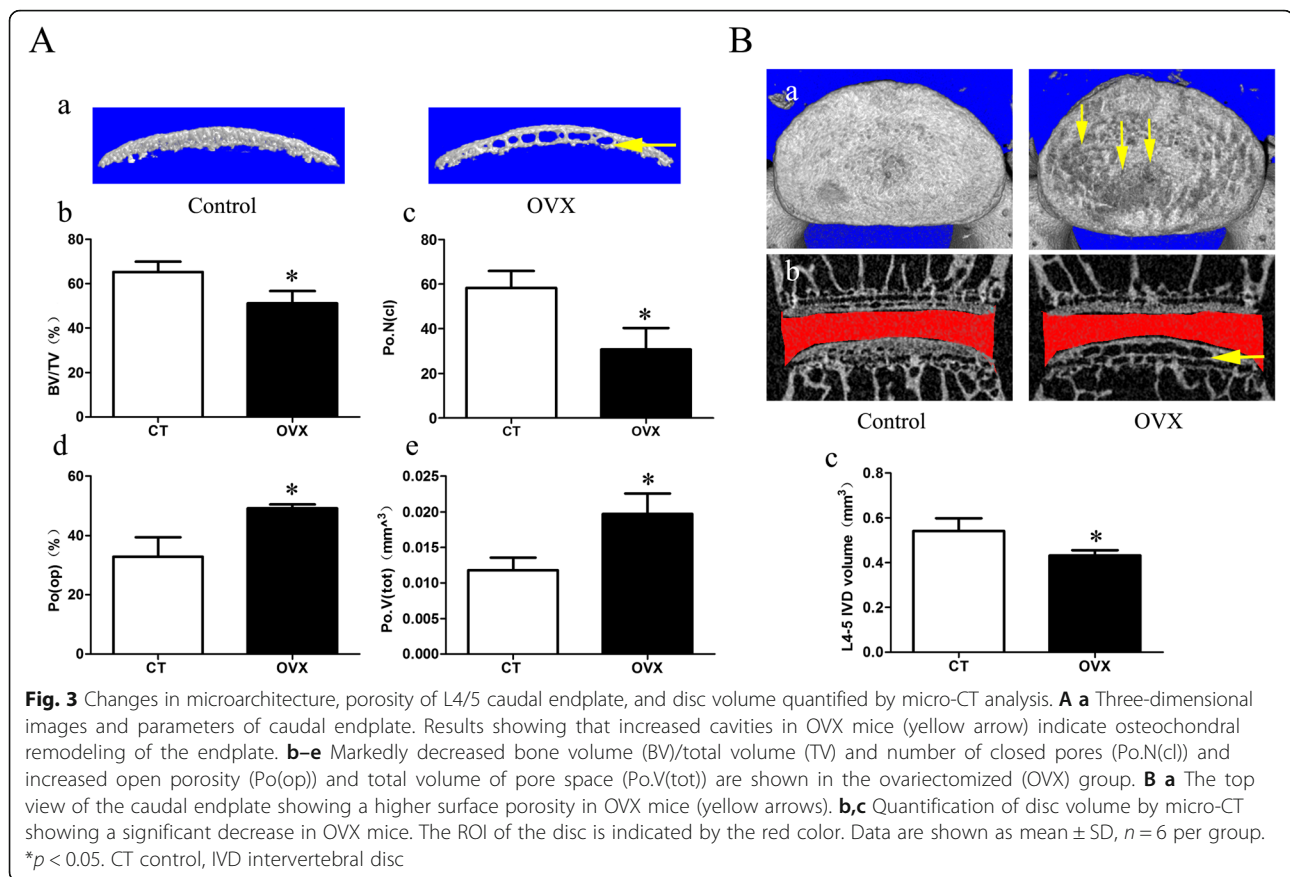 A
B
a
Control
OVX
a
b
Control
OVX
b
BV/TV (%)
80
60
40
20
0
*
CT
OVX
c
Po.N(cl)
80
60
40
20
0
*
CT
OVX
d
Po(op) (%)
60
40
20
0
*
CT
OVX
e
Po.V(tot) (mm^3)
0.025
0.020
0.015
0.010
0.005
0.000
*
CT
OVX
c
L4-5 IVD volume (mm³)
0.8
0.6
0.4
0.2
0.0
*
CT
OVX
Fig. 3 Changes in microarchitecture, porosity of L4/5 caudal endplate, and disc volume quantified by micro-CT analysis. A a Three-dimensional
images and parameters of caudal endplate. Results showing that increased cavities in OVX mice (yellow arrow) indicate osteochondral
remodeling of the endplate. b–e Markedly decreased bone volume (BV)/total volume (TV) and number of closed pores (Po.N(cl)) and
increased open porosity (Po(op)) and total volume of pore space (Po.V(tot)) are shown in the ovariectomized (OVX) group. B a The top
view of the caudal endplate showing a higher surface porosity in OVX mice (yellow arrows). b,c Quantification of disc volume by micro-CT
showing a significant decrease in OVX mice. The ROI of the disc is indicated by the red color. Data are shown as mean ± SD, n = 6 per group.
*p < 0.05. CT control, IVD intervertebral disc